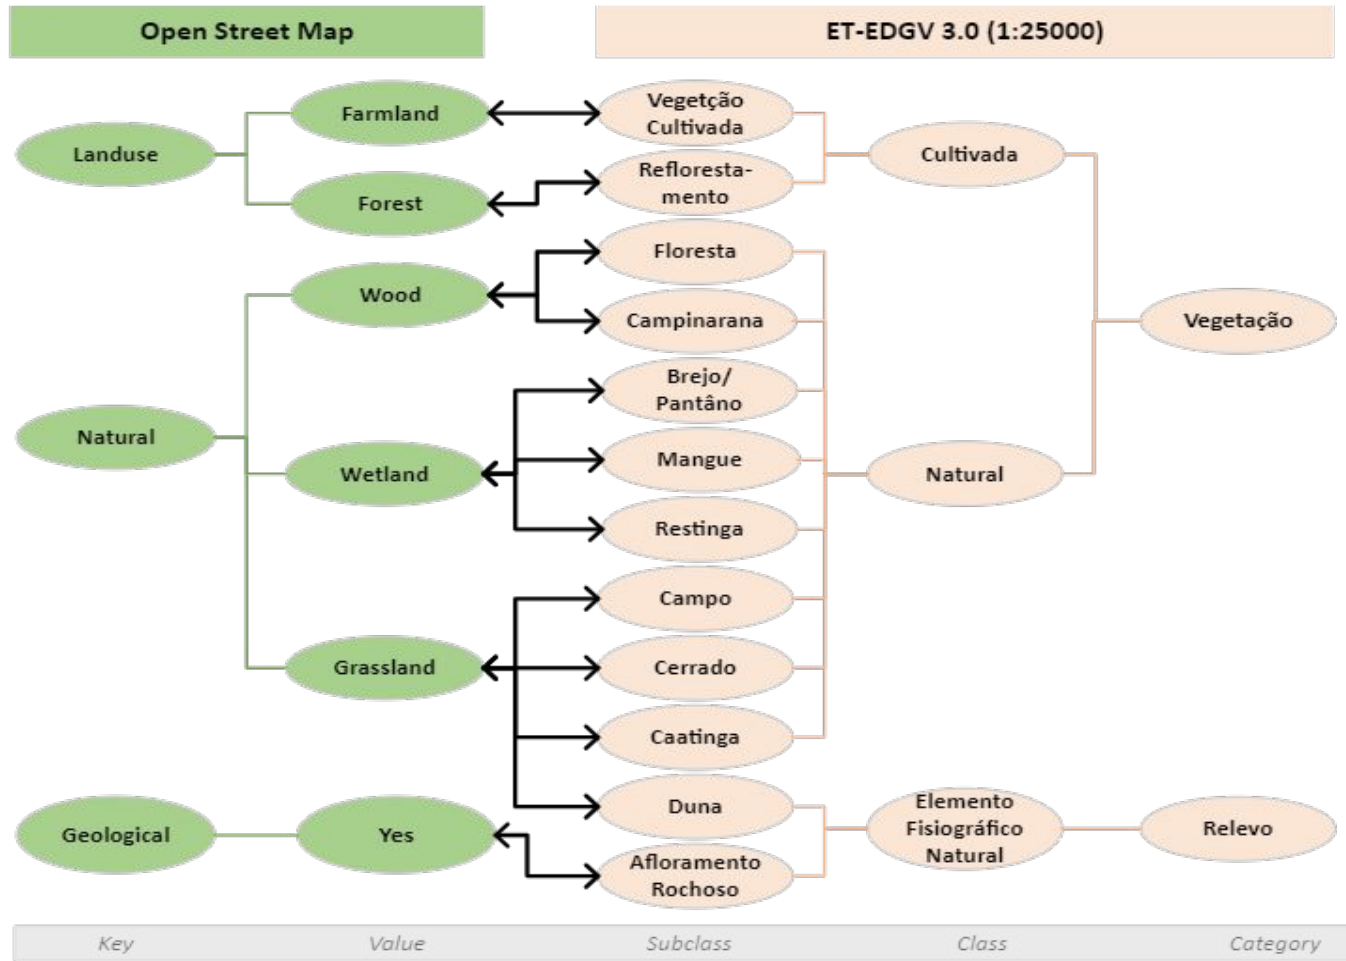 Open Street Map
ET-EDGV 3.0 (1:25000)
Landuse
Farmland
Forest
Natural
Wood
Wetland
Grassland
Geological
Yes
Vegetção
Cultivada
Refloresta-
mento
Floresta
Campinarana
Brejo/
Pantâno
Mangue
Restinga
Campo
Cerrado
Caatinga
Duna
Afloramento
Rochoso
Cultivada
Natural
Elemento
Fisiográfico
Natural
Vegetação
Relevo
Key
Value
Subclass
Class
Category